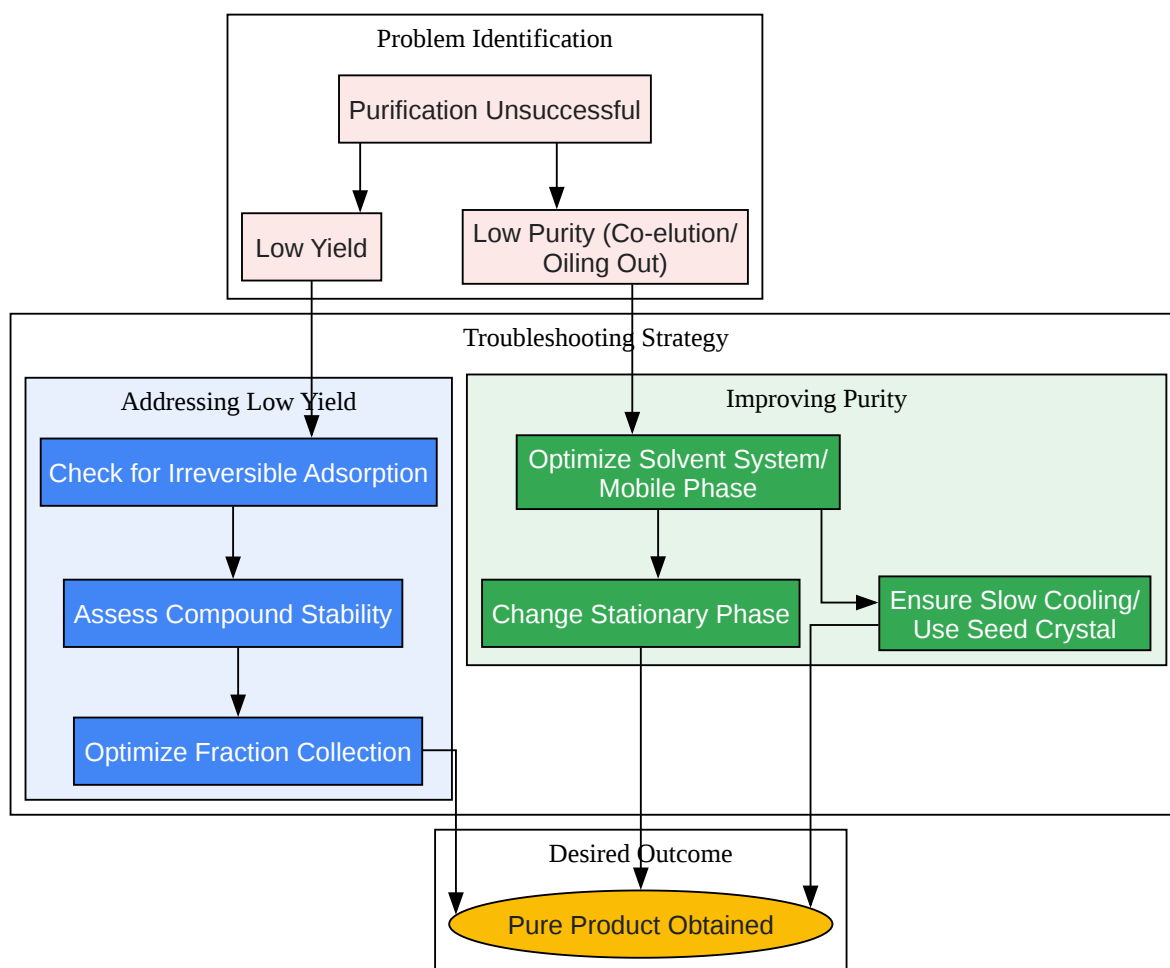 Problem Identification
Purification Unsuccessful
Low Yield
Low Purity (Co-elution/
Oiling Out)
Troubleshooting Strategy
Addressing Low Yield
Check for Irreversible Adsorption
Assess Compound Stability
Optimize Fraction Collection
Improving Purity
Optimize Solvent System/
Mobile Phase
Change Stationary Phase
Ensure Slow Cooling/
Use Seed Crystal
Desired Outcome
Pure Product Obtained